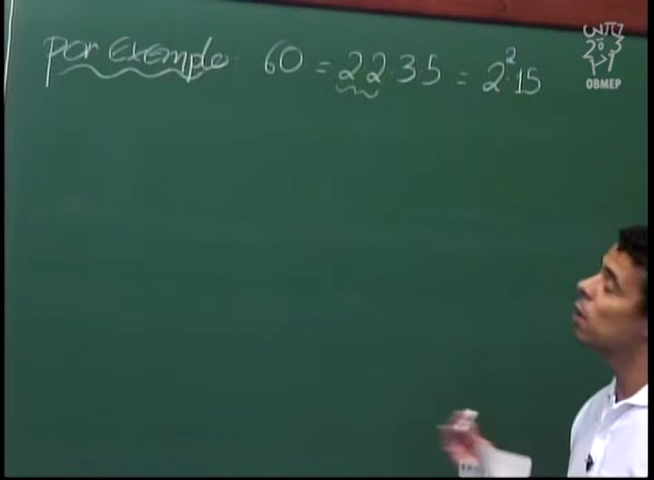 por exemplo: 60 = 2 2 · 3 · 5 = 2² · 15
OBMEP